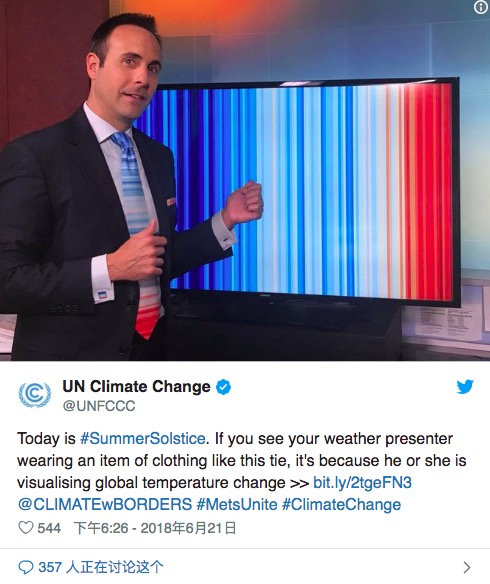 UN Climate Change
@UNFCCC
Today is #SummerSolstice. If you see your weather presenter
wearing an item of clothing like this tie, it's because he or she is
visualising global temperature change >> bit.ly/2tgeFN3
@CLIMATEwBORDERS #MetsUnite #ClimateChange
544 下午6:26 - 2018年6月21日
357 人正在讨论这个